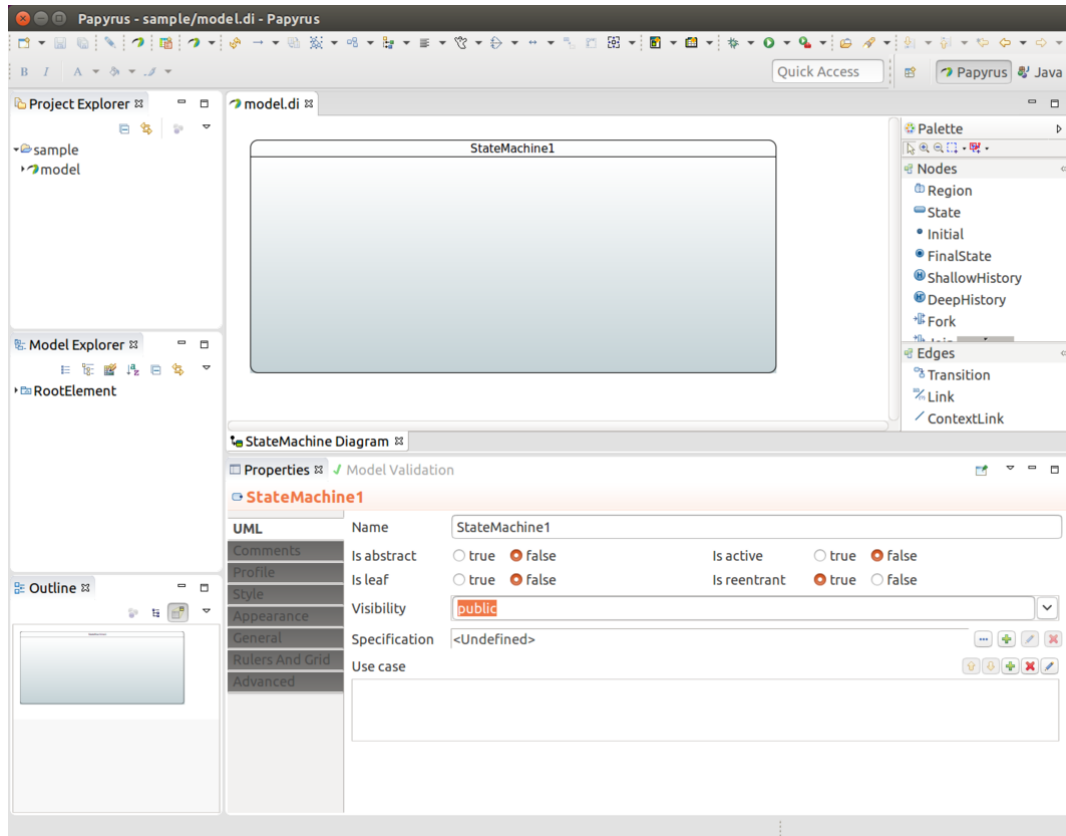 Papyrus - sample/model.di - Papyrus
B I A
Quick Access
Papyrus
Java
Project Explorer
sample
model
model.di
StateMachine1
Palette
Nodes
Region
State
Initial
FinalState
ShallowHistory
DeepHistory
Fork
Edges
Transition
Link
ContextLink
Model Explorer
RootElement
StateMachine Diagram
Properties
Model Validation
StateMachine1
UML
Comments
Profile
Style
Appearance
General
Rulers And Grid
Advanced
Name StateMachine1
Is abstract true false Is active true false
Is leaf true false Is reentrant true false
Visibility public
Specification <Undefined>
Use case
Outline